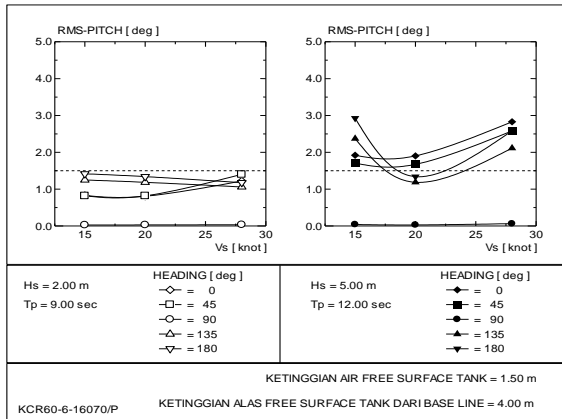 RMS-PITCH [ deg ]
5.0
4.0
3.0
2.0
1.0
0.0
15 20 25 30
Vs [ knot ]
RMS-PITCH [ deg ]
5.0
4.0
3.0
2.0
1.0
0.0
15 20 25 30
Vs [ knot ]
Hs = 2.00 m
Tp = 9.00 sec
HEADING [ deg ]
= 0
= 45
= 90
= 135
= 180
Hs = 5.00 m
Tp = 12.00 sec
HEADING [ deg ]
= 0
= 45
= 90
= 135
= 180
KETINGGIAN AIR FREE SURFACE TANK = 1.50 m
KCR60-6-16070/P KETINGGIAN ALAS FREE SURFACE TANK DARI BASE LINE = 4.00 m